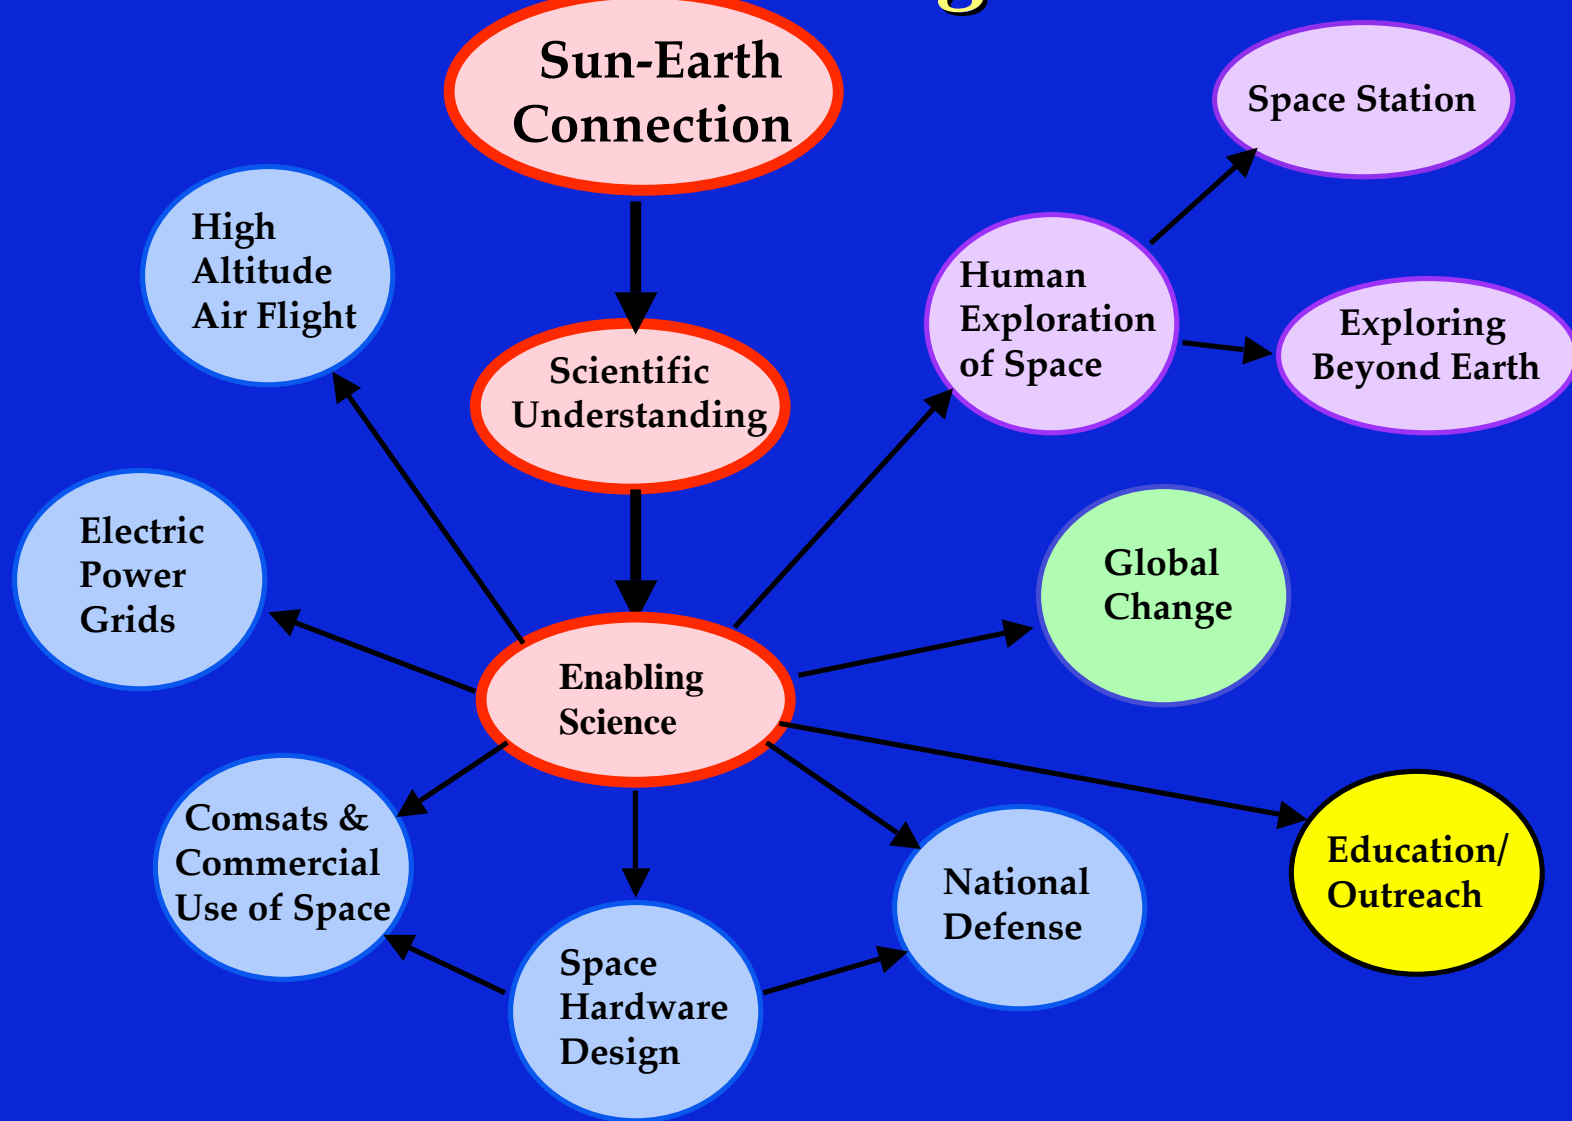 Sun-Earth
Connection
Space Station
High
Altitude
Air Flight
Human
Exploration
of Space
Exploring
Beyond Earth
Scientific
Understanding
Electric
Power
Grids
Global
Change
Enabling
Science
Comsats &
Commercial
Use of Space
Space
Hardware
Design
National
Defense
Education/
Outreach